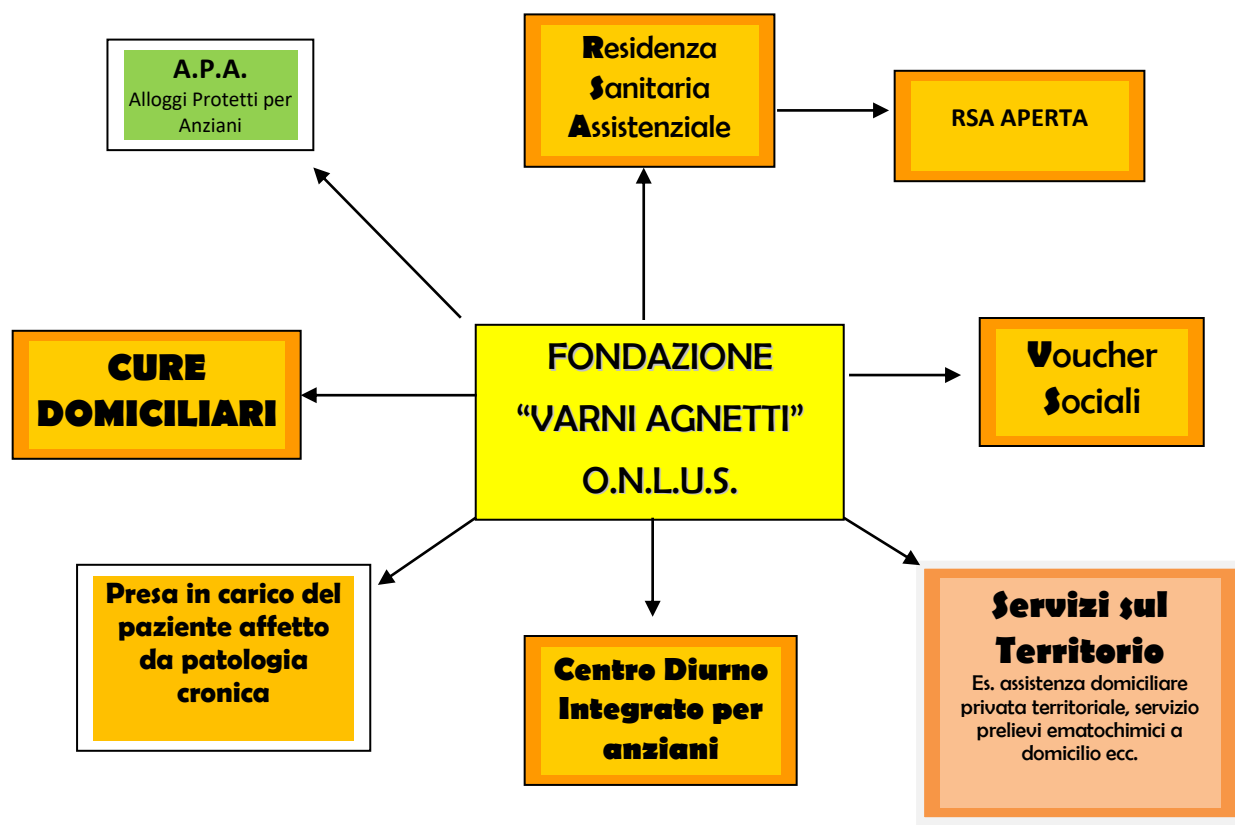 A.P.A.
Alloggi Protetti per
Anziani
Residenza
Sanitaria
Assistenziale
RSA APERTA
CURE
DOMICILIARI
FONDAZIONE
“VARNI AGNETTI”
O.N.L.U.S.
Voucher
Sociali
Presa in carico del
paziente affetto
da patologia
cronica
Centro Diurno
Integrato per
anziani
Servizi sul
Territorio
Es. assistenza domiciliare
privata territoriale, servizio
prelievi ematochimici a
domicilio ecc.